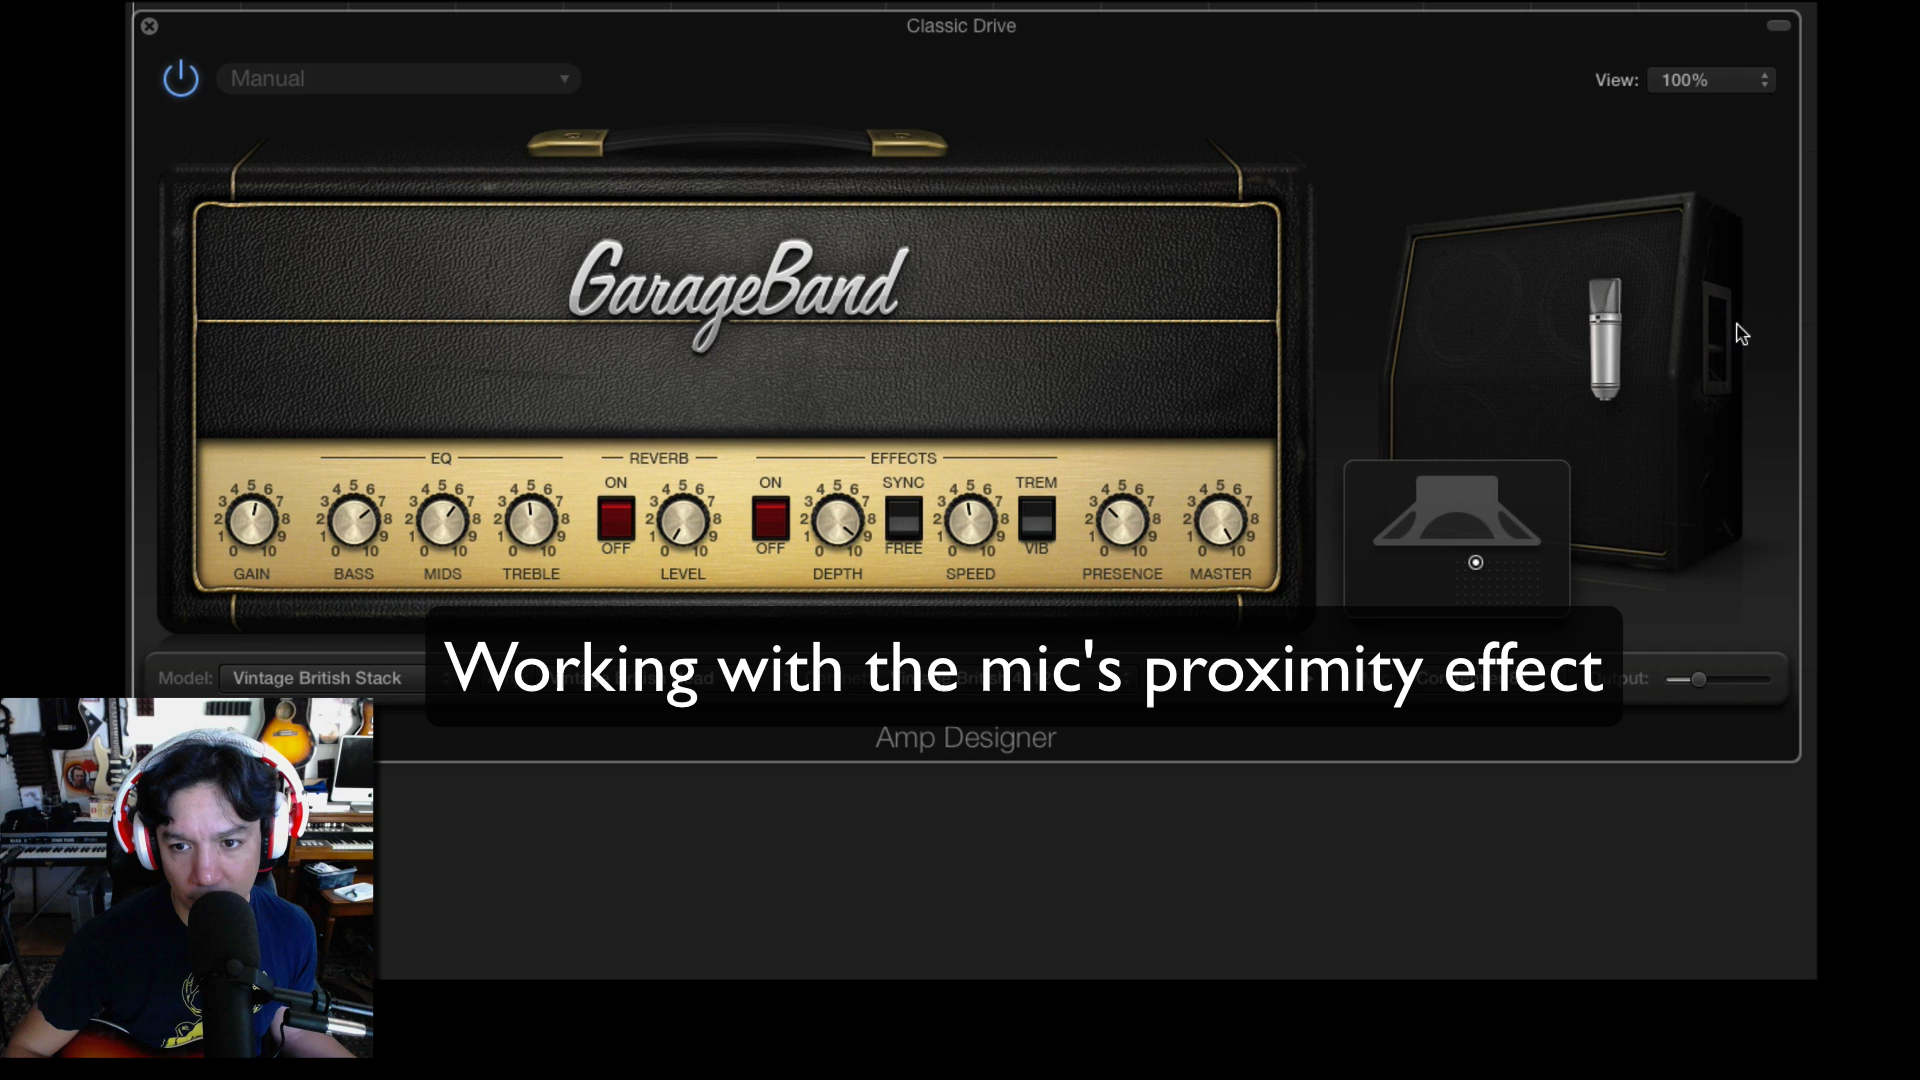 Classic Drive
Manual
View: 100%
GarageBand
EQ REVERB EFFECTS
ON ON SYNC TREM
OFF OFF FREE VIB
GAIN BASS MIDS TREBLE LEVEL DEPTH SPEED PRESENCE MASTER
Model: Vintage British Stack
Working with the mic's proximity effect
Amp Designer